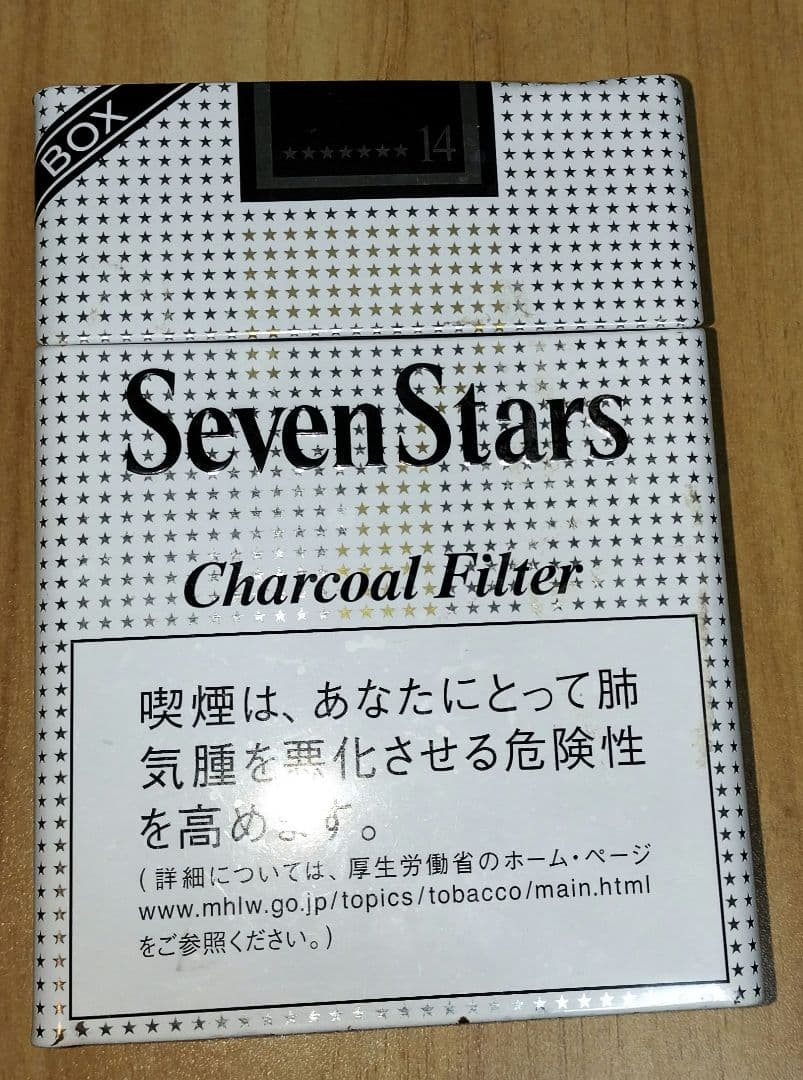 BOX
14
SevenStars
Charcoal Filter
喫煙は、あなたにとって肺
気腫を悪化させる危険性
を高めます。
(詳細については、厚生労働省のホーム・ページ
www.mhlw.go.jp/topics/tobacco/main.html
をご参照ください。)